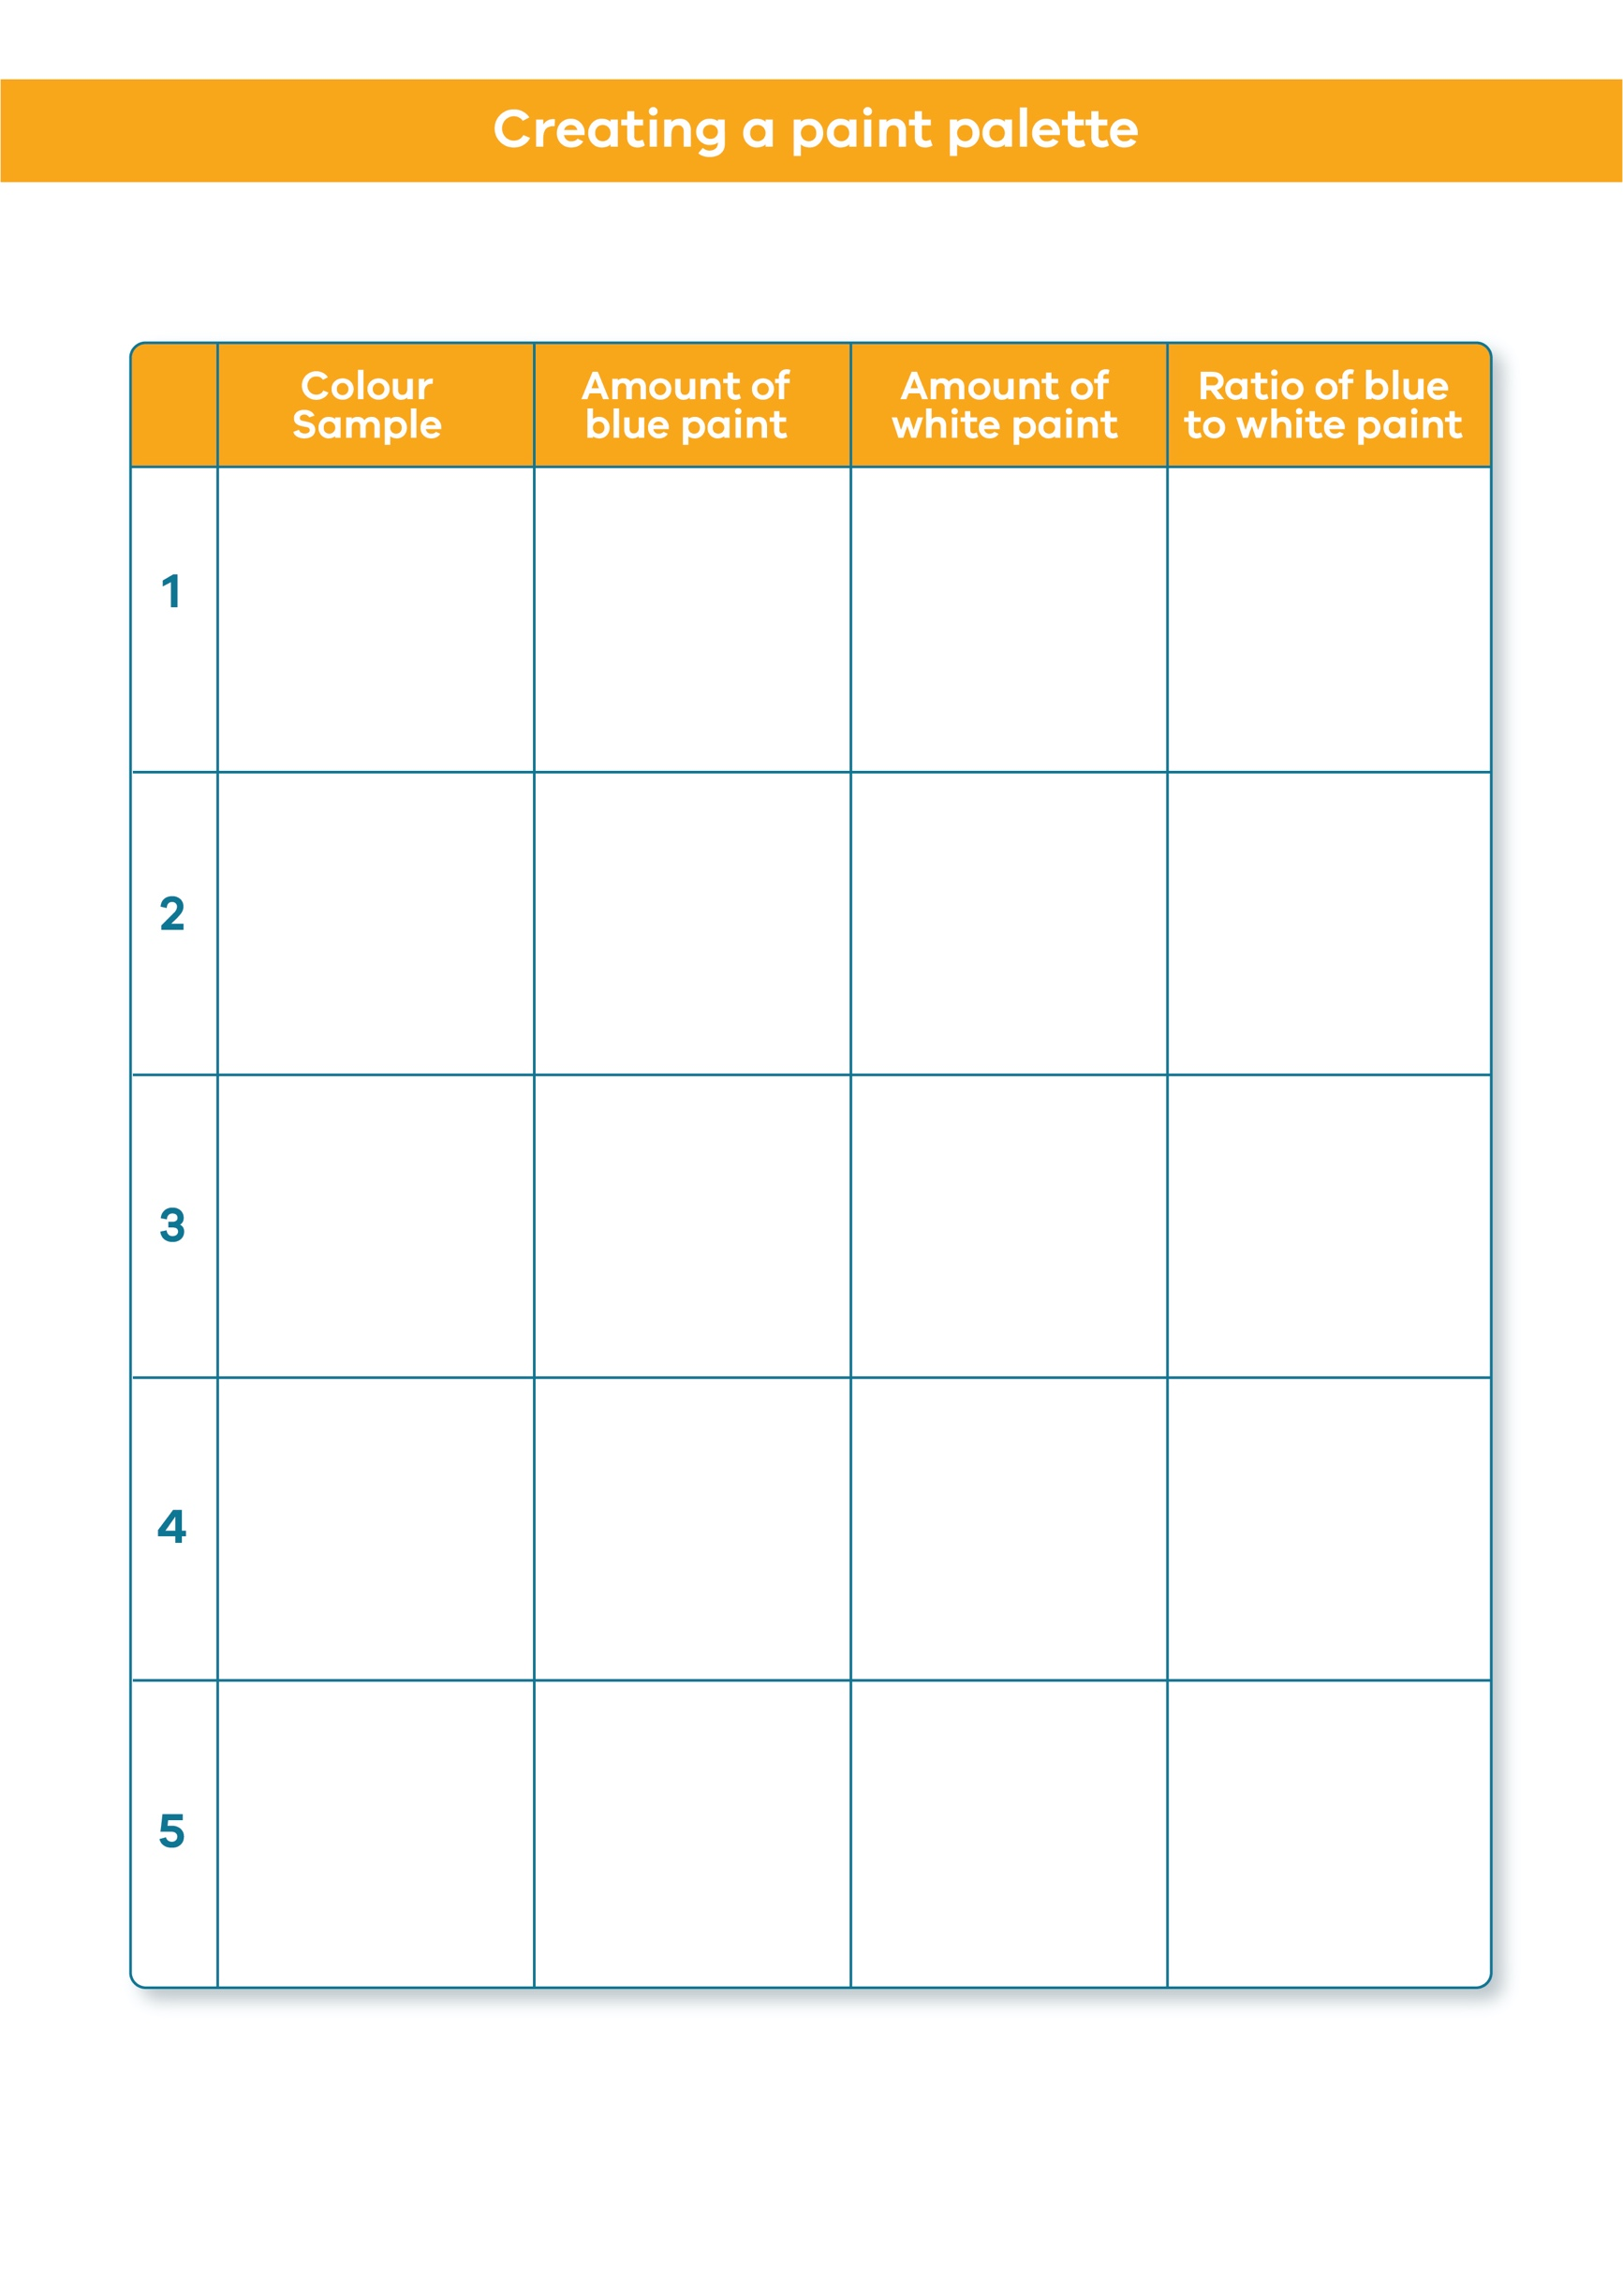 Creating a paint palette
Colour
Sample
Amount of
blue paint
Amount of
white paint
Ratio of blue
to white paint
1
2
3
4
5